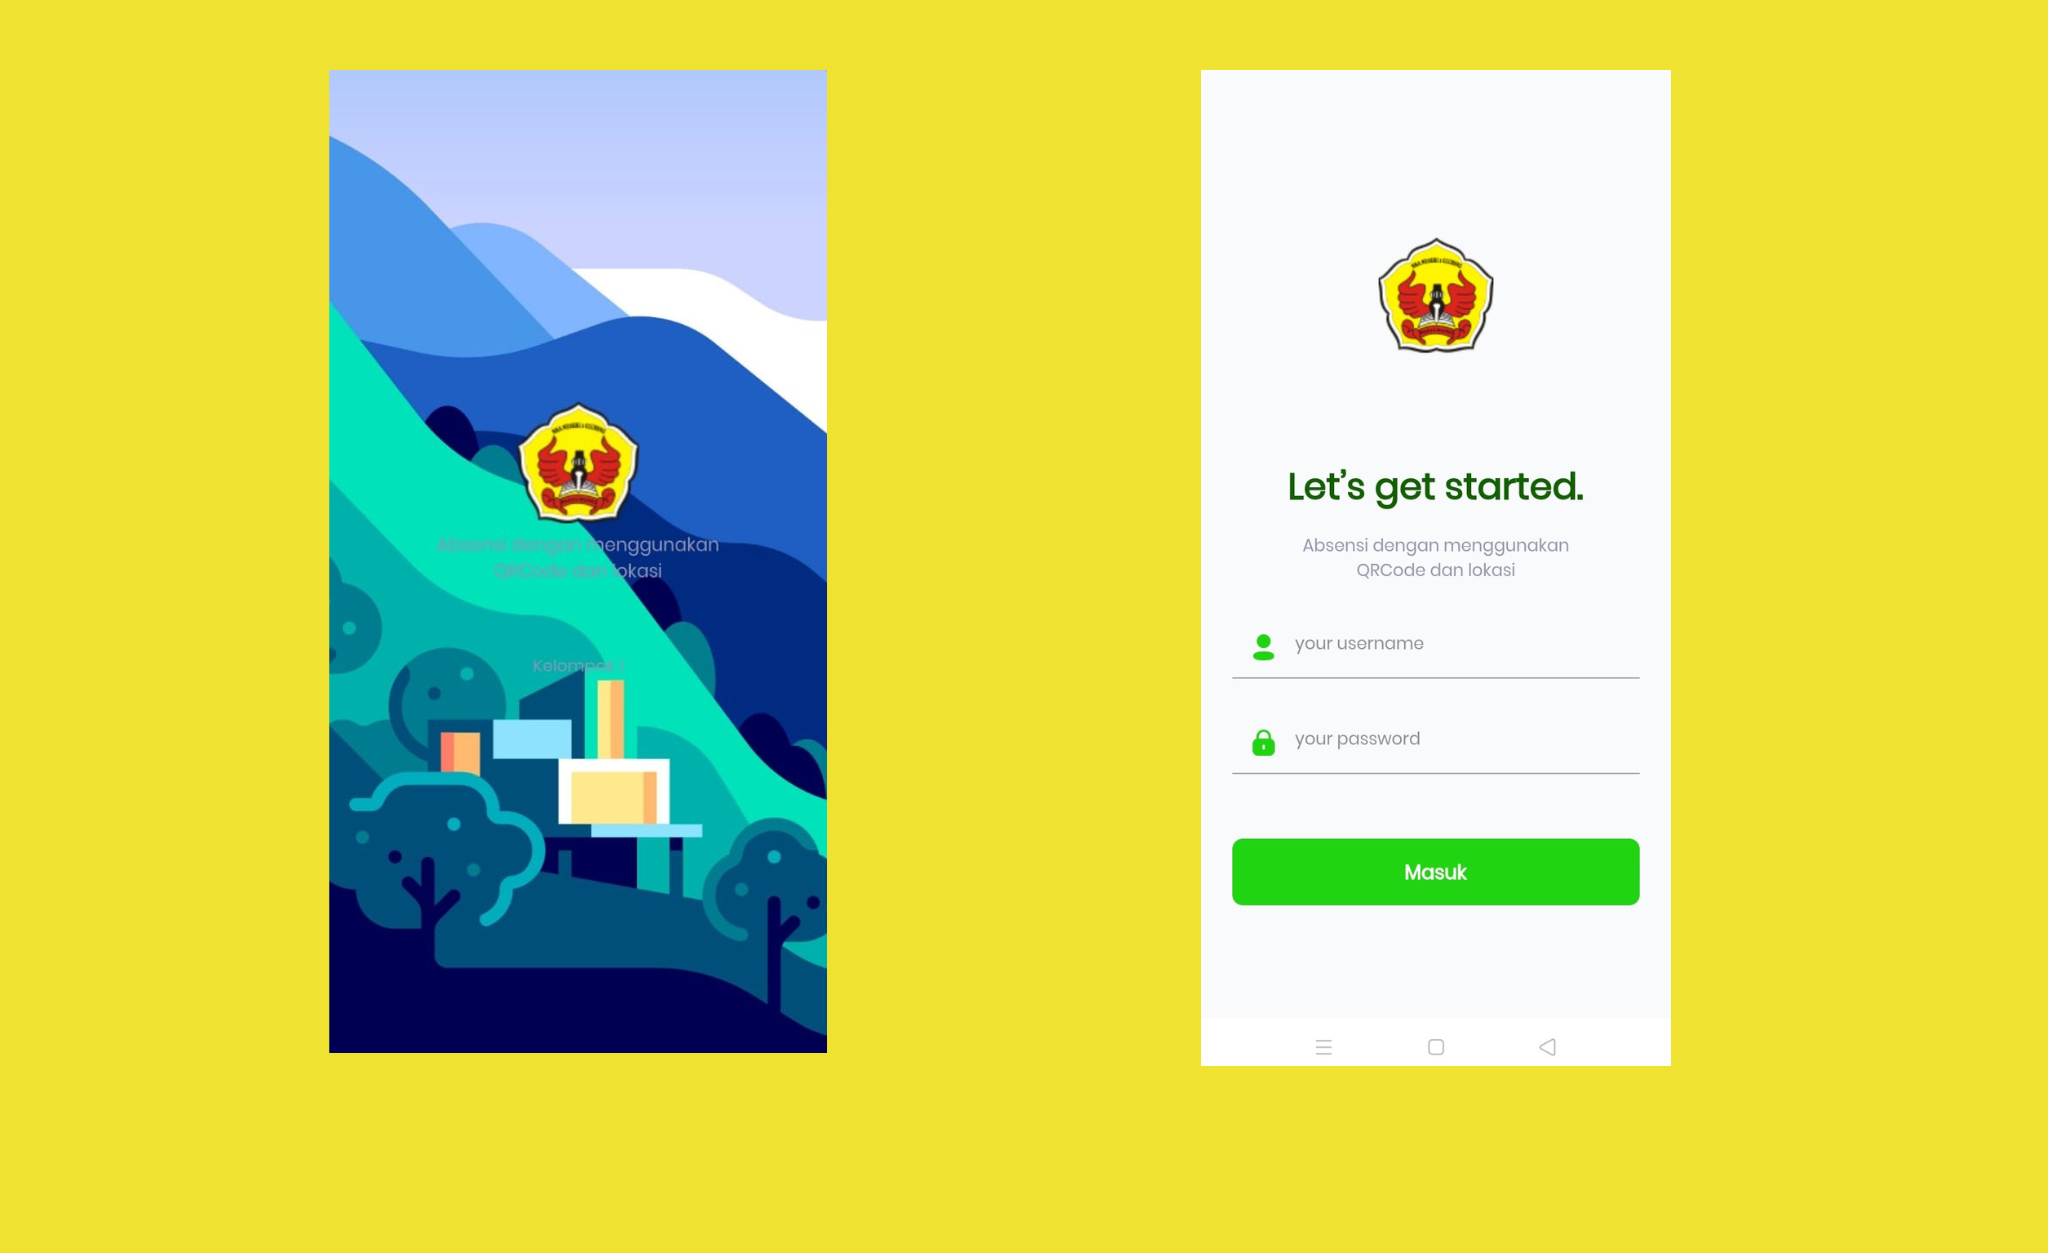 Absensi dengan menggunakan
QRCode dan lokasi
Kelompok 1
Let's get started.
Absensi dengan menggunakan
QRCode dan lokasi
your username
your password
Masuk